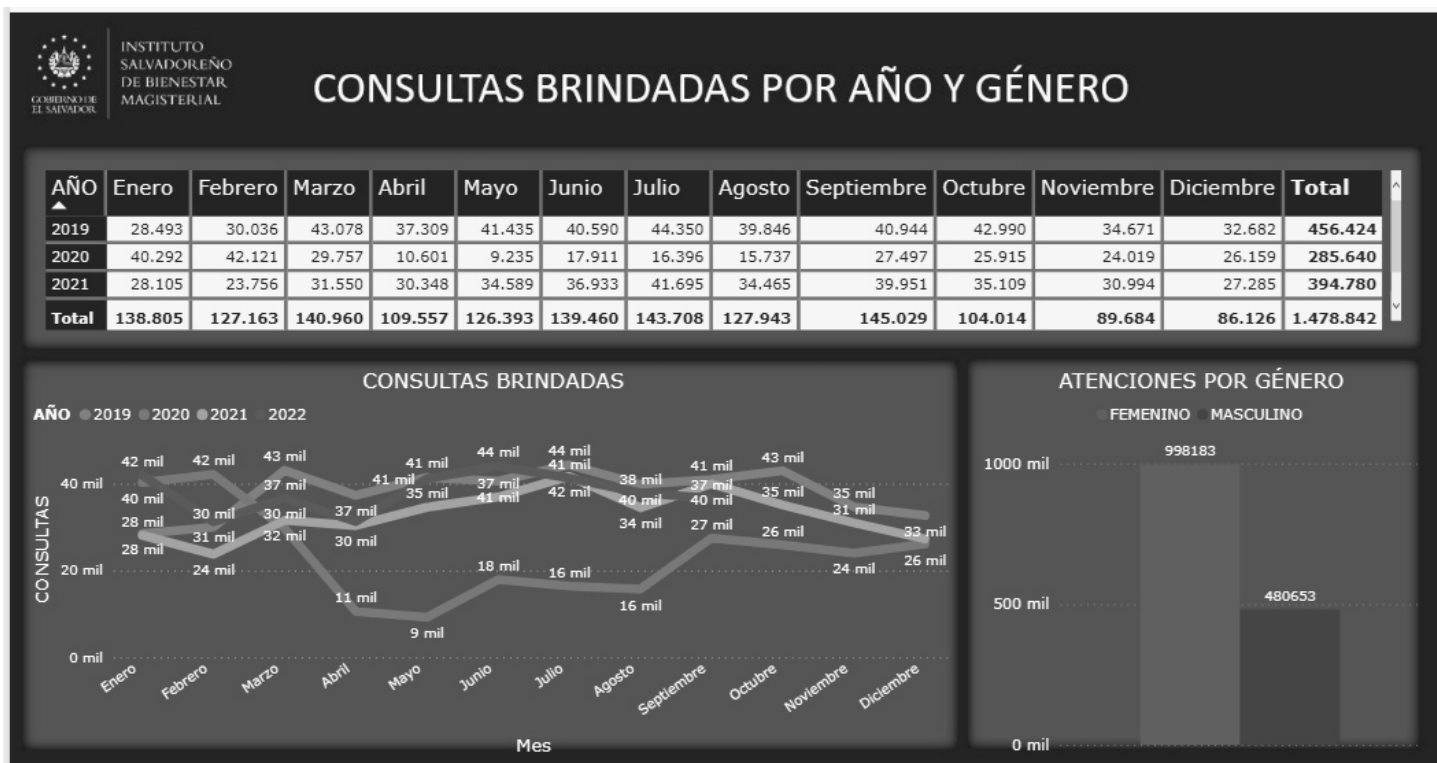 INSTITUTO
SALVADOREÑO
DE BIENESTAR
MAGISTERIAL
GOBIERNO DE
EL SALVADOR
CONSULTAS BRINDADAS POR AÑO Y GÉNERO
AÑO Enero Febrero Marzo Abril Mayo Junio Julio Agosto Septiembre Octubre Noviembre Diciembre Total
2019 28.493 30.036 43.078 37.309 41.435 40.590 44.350 39.846 40.944 42.990 34.671 32.682 456.424
2020 40.292 42.121 29.757 10.601 9.235 17.911 16.396 15.737 27.497 25.915 24.019 26.159 285.640
2021 28.105 23.756 31.550 30.348 34.589 36.933 41.695 34.465 39.951 35.109 30.994 27.285 394.780
Total 138.805 127.163 140.960 109.557 126.393 139.460 143.708 127.943 145.029 104.014 89.684 86.126 1.478.842
CONSULTAS BRINDADAS
AÑO 2019 2020 2021 2022
CONSULTAS
40 mil
20 mil
0 mil
42 mil 42 mil 43 mil 41 mil 41 mil 44 mil 44 mil 38 mil 41 mil 43 mil 35 mil
40 mil 30 mil 37 mil 37 mil 35 mil 37 mil 41 mil 40 mil 37 mil 35 mil 31 mil 33 mil
28 mil 31 mil 30 mil 30 mil 41 mil 42 mil 34 mil 40 mil 26 mil 24 mil 26 mil
28 mil 24 mil 32 mil 11 mil 9 mil 18 mil 16 mil 16 mil 27 mil
Enero Febrero Marzo Abril Mayo Junio Julio Agosto Septiembre Octubre Noviembre Diciembre
Mes
ATENCIONES POR GÉNERO
FEMENINO MASCULINO
1000 mil
500 mil
0 mil
998183
480653